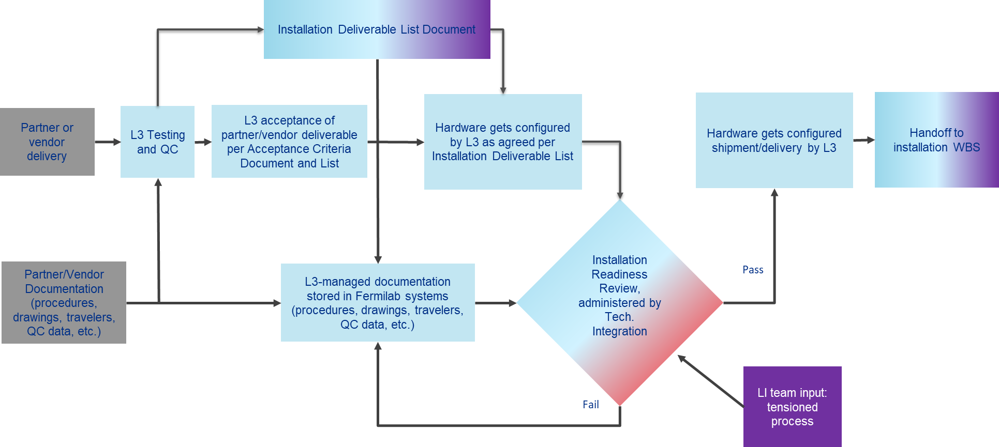 Installation Deliverable List Document
Partner or
vendor
delivery
L3 Testing
and QC
L3 acceptance of
partner/vendor deliverable
per Acceptance Criteria
Document and List
Hardware gets configured
by L3 as agreed per
Installation Deliverable List
Hardware gets configured
shipment/delivery by L3
Handoff to
installation WBS
Partner/Vendor
Documentation
(procedures,
drawings, travelers,
QC data, etc.)
L3-managed documentation
stored in Fermilab systems
(procedures, drawings, travelers,
QC data, etc.)
Installation
Readiness
Review,
administered by
Tech.
Integration
Pass
Fail
LI team input:
tensioned
process